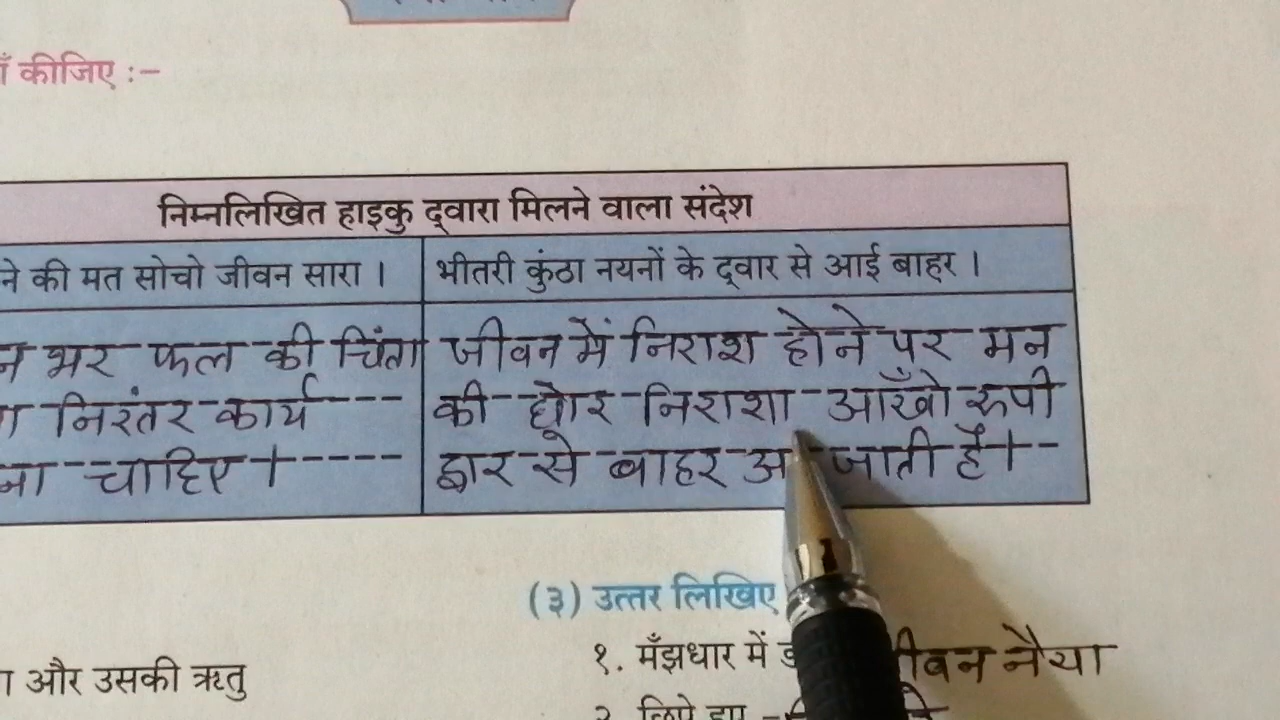 कीजिए :–
निम्नलिखित हाइकु द्वारा मिलने वाला संदेश
ने की मत सोचो जीवन सारा ।
भीतरी कुंठा नयनों के द्वार से आई बाहर ।
भर फल की चिंता
निरंतर कार्य
चाहिए ।
जीवन में निराश होने पर मन
की घोर निराशा आँखो रूपी
द्वार से बाहर आ जाती है।
(३) उत्तर लिखिए
१. मँझधार में जीवन नैया
और उसकी ऋतु
२.